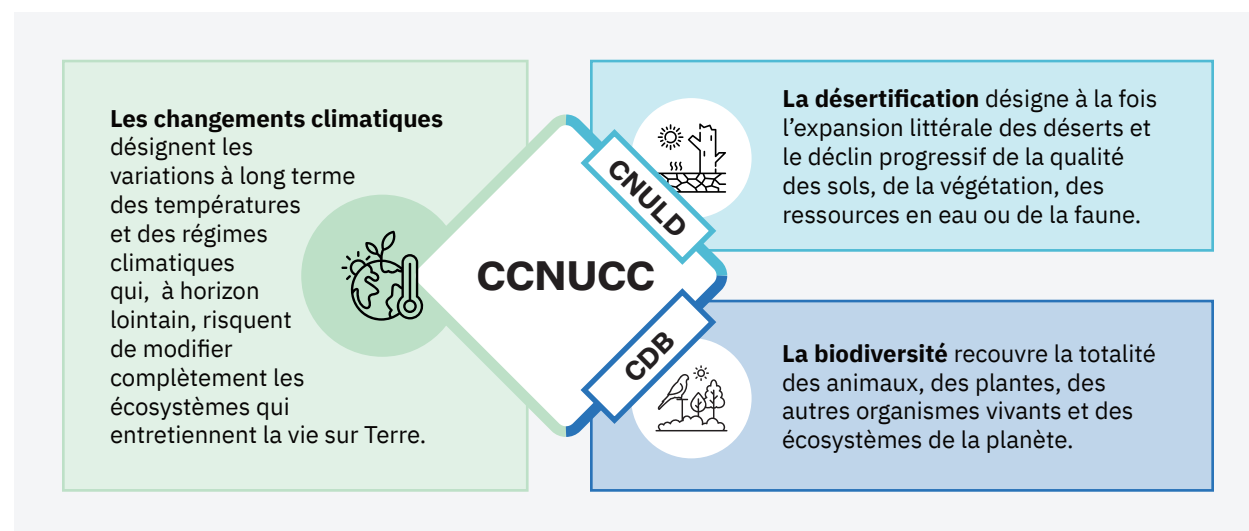 Les changements climatiques
désignent les
variations à long terme
des températures
et des régimes
climatiques
qui, à horizon
lointain, risquent
de modifier
complètement les
écosystèmes qui
entretiennent la vie sur Terre.
CCNUCC
CNULD
La désertification désigne à la fois
l’expansion littérale des déserts et
le déclin progressif de la qualité
des sols, de la végétation, des
ressources en eau ou de la faune.
CDB
La biodiversité recouvre la totalité
des animaux, des plantes, des
autres organismes vivants et des
écosystèmes de la planète.